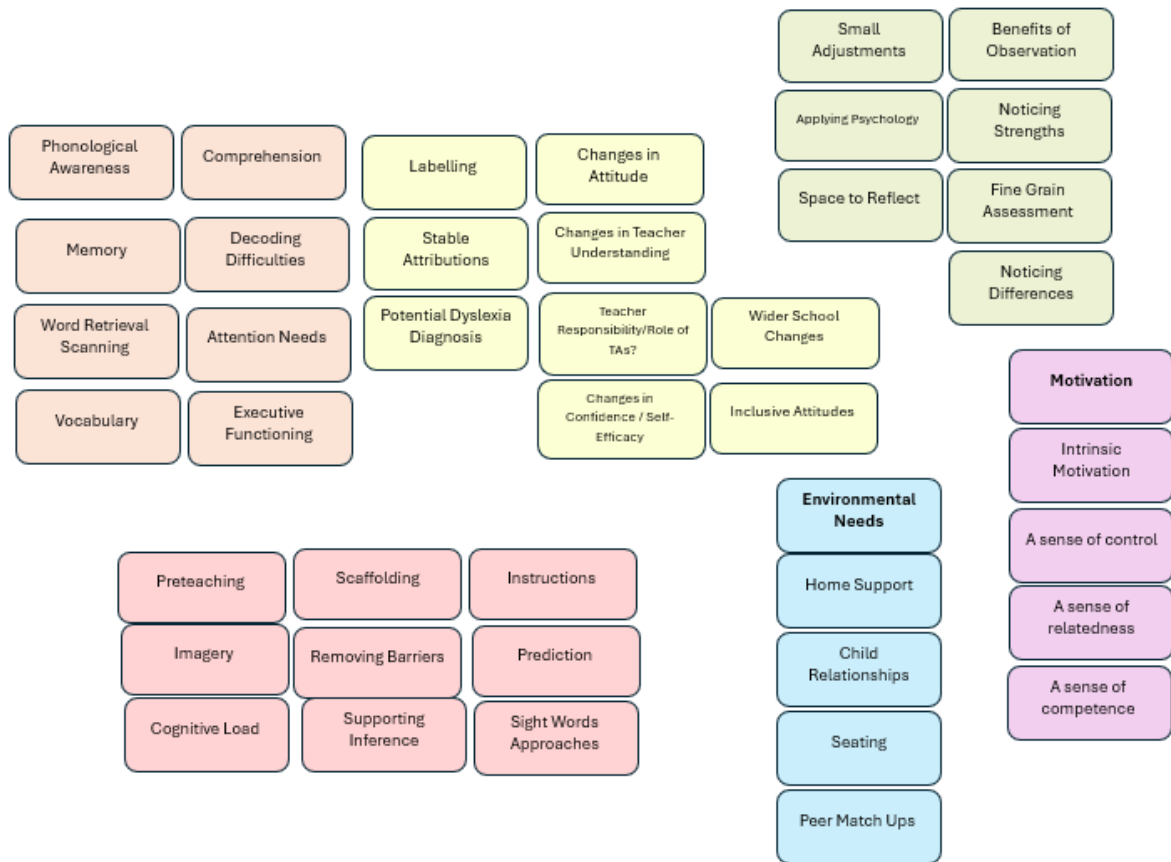 Small
Adjustments
Benefits of
Observation
Applying Psychology
Noticing
Strengths
Space to Reflect
Fine Grain
Assessment
Noticing
Differences
Phonological
Awareness
Comprehension
Memory
Decoding
Difficulties
Word Retrieval
Scanning
Attention Needs
Vocabulary
Executive
Functioning
Labelling
Changes in
Attitude
Stable
Attributions
Changes in Teacher
Understanding
Potential Dyslexia
Diagnosis
Teacher
Responsibility/Role of
TAs?
Wider School
Changes
Changes in
Confidence / Self-
Efficacy
Inclusive Attitudes
Motivation
Intrinsic
Motivation
A sense of control
A sense of
relatedness
A sense of
competence
Environmental
Needs
Home Support
Child
Relationships
Seating
Peer Match Ups
Preteaching
Scaffolding
Instructions
Imagery
Removing Barriers
Prediction
Cognitive Load
Supporting
Inference
Sight Words
Approaches